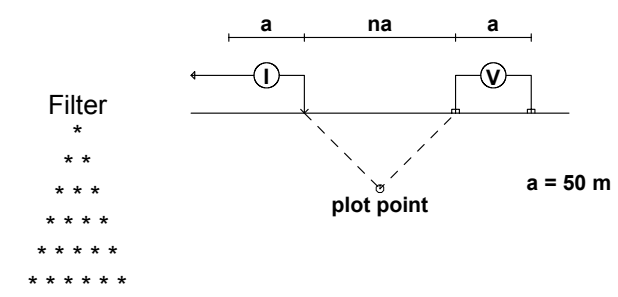 a na a
I V
Filter
*
* *
* * *
* * * *
* * * * *
* * * * * *
plot point
a = 50 m